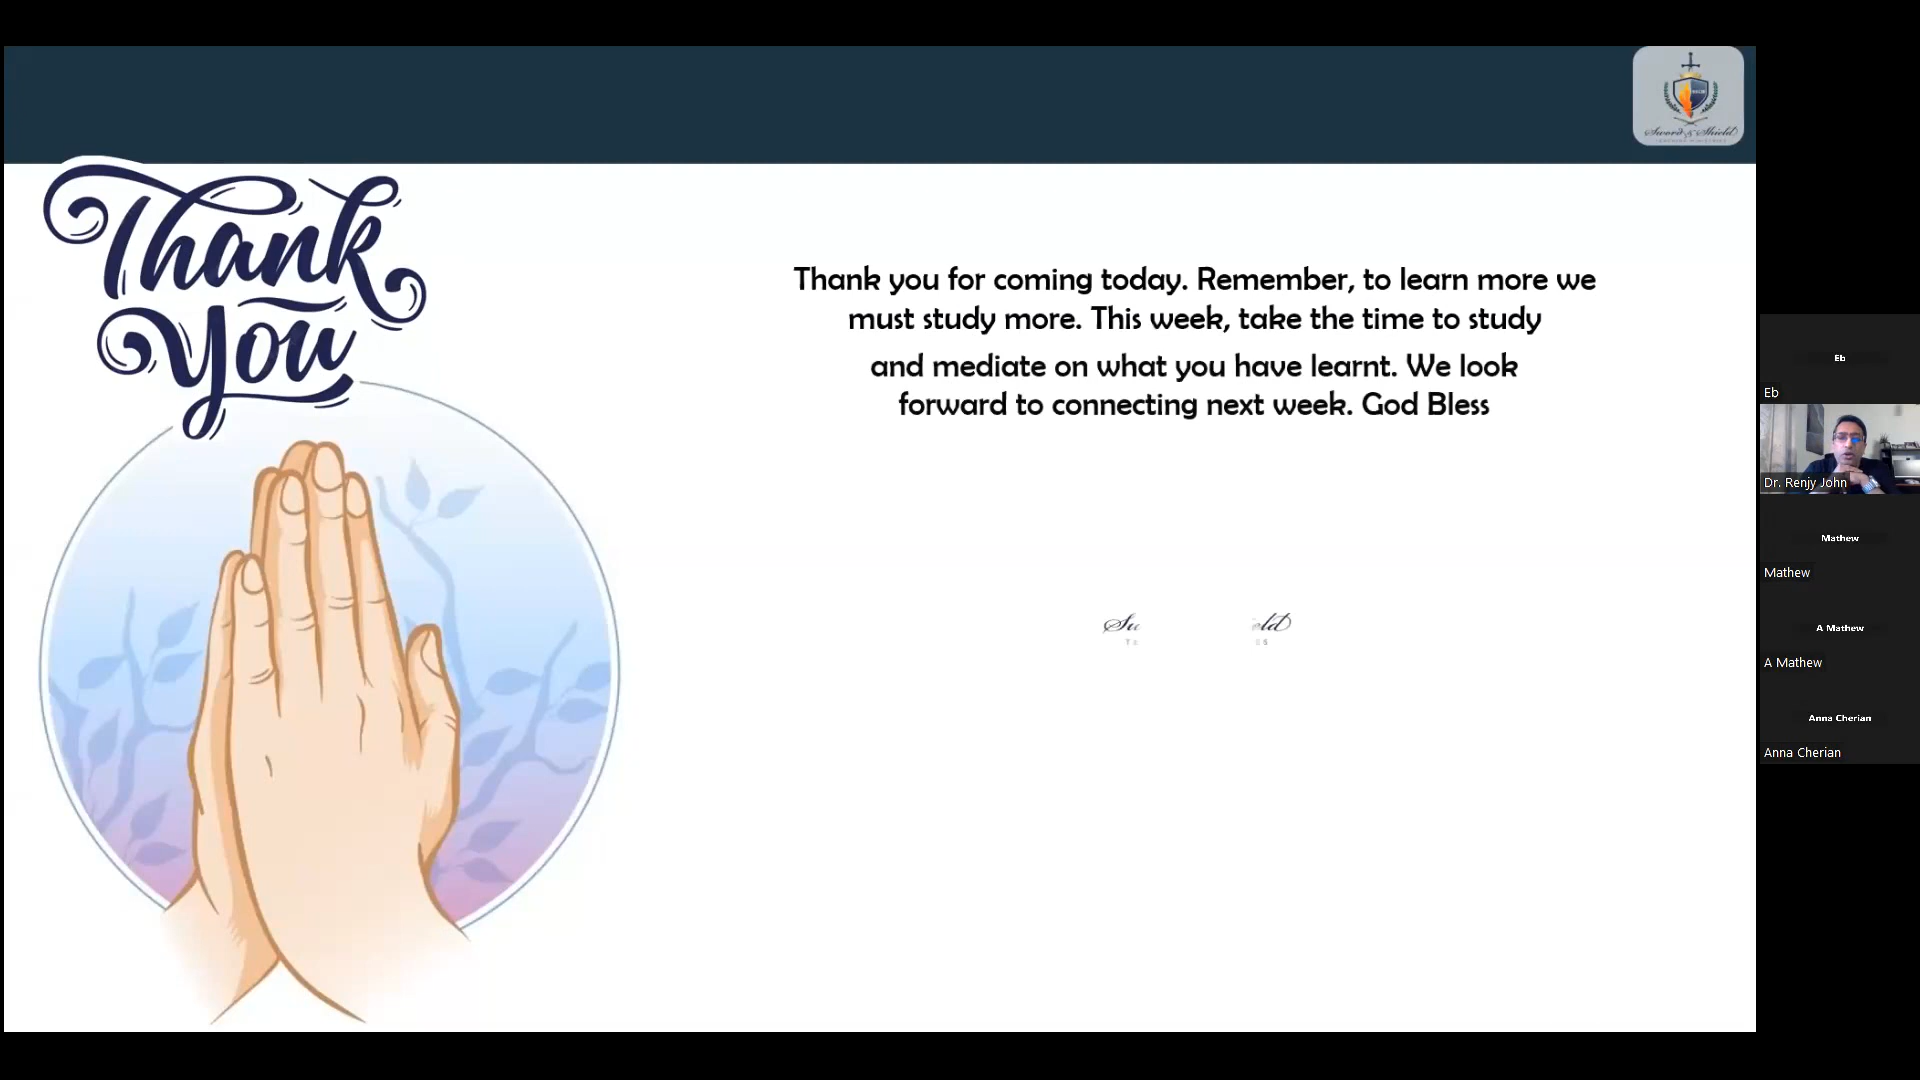 Sword & Shield
Thank
You
Thank you for coming today. Remember, to learn more we
must study more. This week, take the time to study
and mediate on what you have learnt. We look
forward to connecting next week. God Bless
Eb
Eb
Dr. Renjy John
Mathew
Mathew
A Mathew
A Mathew
Anna Cherian
Anna Cherian